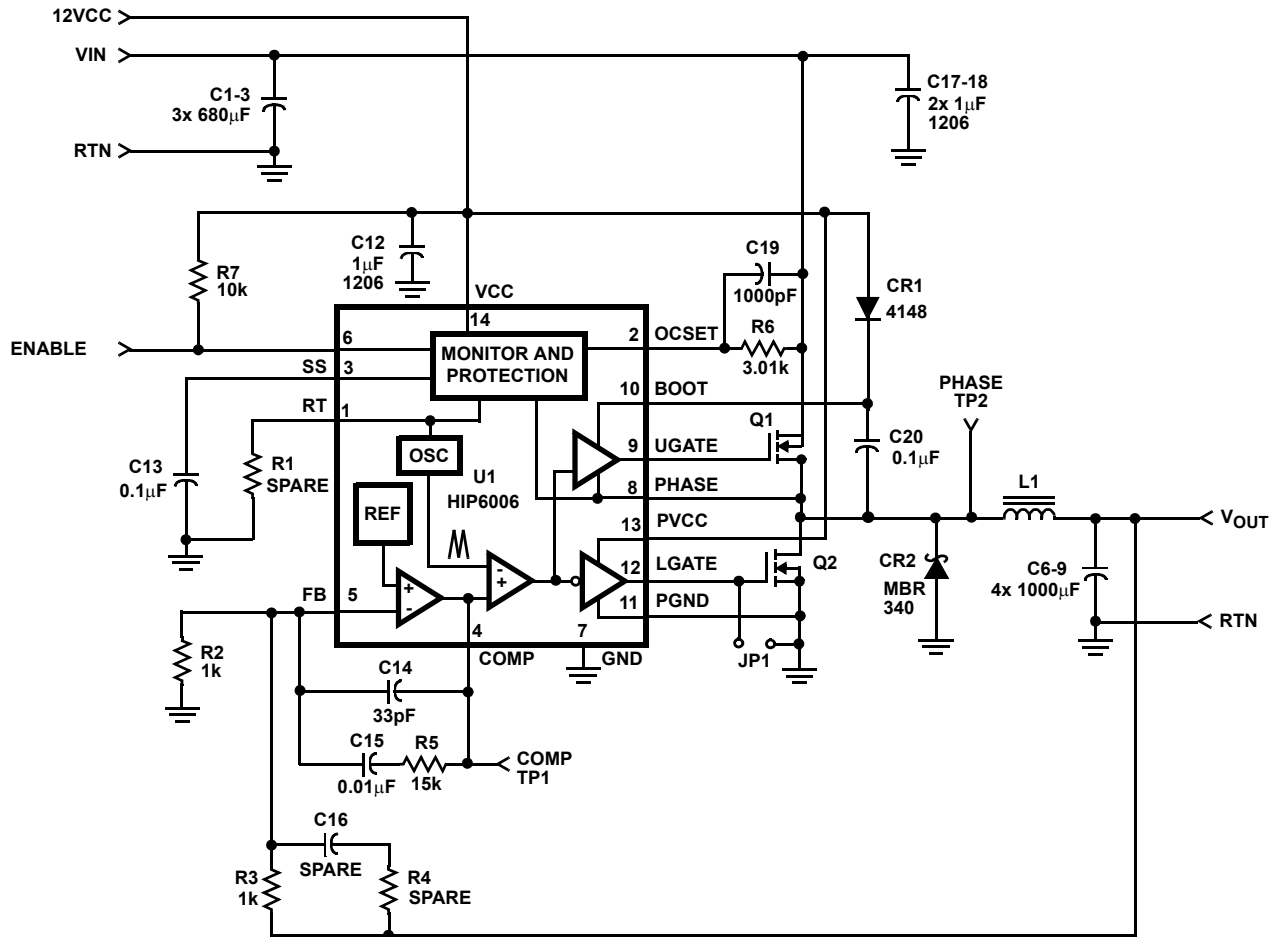 12VCC
VIN
C1-3
3x 680μF
RTN
C17-18
2x 1μF
1206
C12
1μF
1206
R7
10k
C19
1000pF
CR1
4148
VCC
14
ENABLE
6
MONITOR AND
PROTECTION
2
OCSET
R6
3.01k
SS
3
PHASE
TP2
10
BOOT
RT
1
Q1
OSC
9
UGATE
C20
0.1μF
C13
0.1μF
R1
SPARE
U1
HIP6006
8
PHASE
L1
REF
13
PVCC
VOUT
12
LGATE
Q2
CR2
MBR
340
C6-9
4x 1000μF
FB
5
+
-
-
+
11
PGND
RTN
4
COMP
7
GND
JP1
R2
1k
C14
33pF
C15
0.01μF
R5
15k
COMP
TP1
C16
SPARE
R3
1k
R4
SPARE